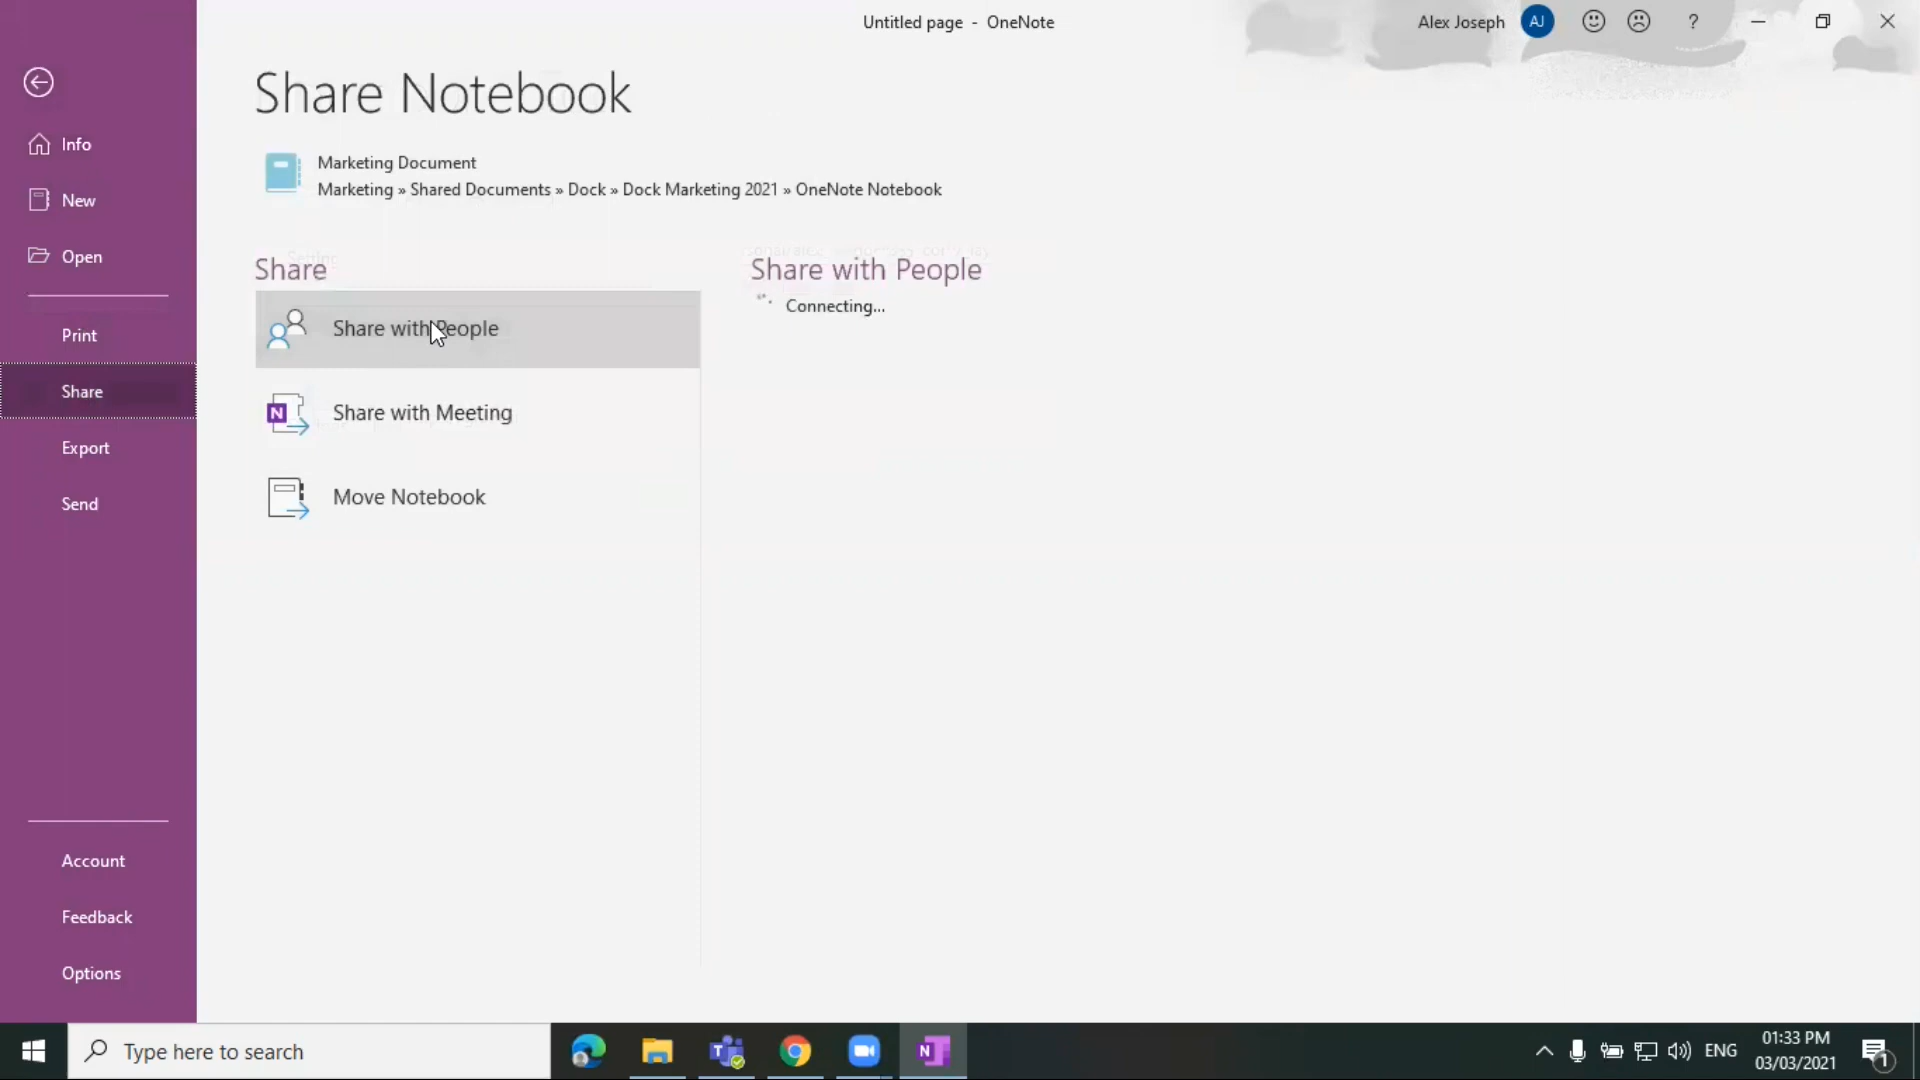 Untitled page - OneNote
Alex Joseph AJ
?
Share Notebook
Info
New
Open
Print
Share
Export
Send
Account
Feedback
Options
Marketing Document
Marketing » Shared Documents » Dock » Dock Marketing 2021 » OneNote Notebook
Share
Share with People
Share with Meeting
Move Notebook
Share with People
Connecting...
Type here to search
ENG
01:33 PM
03/03/2021
1